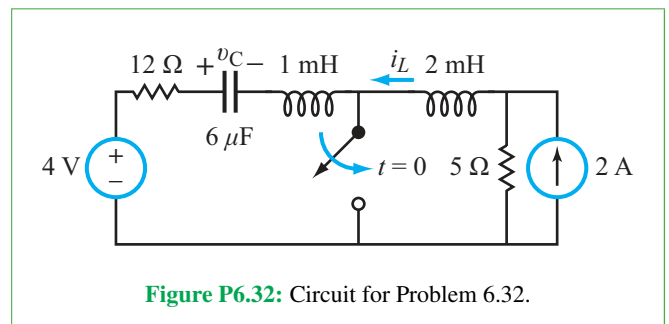 12 Ω + υC − 1 mH iL 2 mH
6 μF
4 V + −
t = 0 5 Ω 2 A
Figure P6.32: Circuit for Problem 6.32.